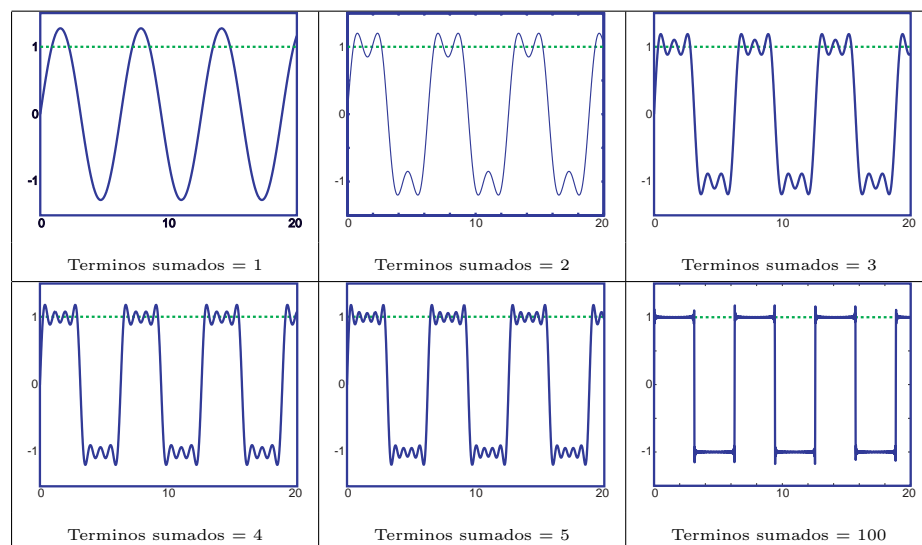 1
0
-1
0 10 20
Terminos sumados = 1
1
0
-1
0 10 20
Terminos sumados = 2
1
0
-1
0 10 20
Terminos sumados = 3
1
0
-1
0 10 20
Terminos sumados = 4
1
0
-1
0 10 20
Terminos sumados = 5
1
0
-1
0 10 20
Terminos sumados = 100